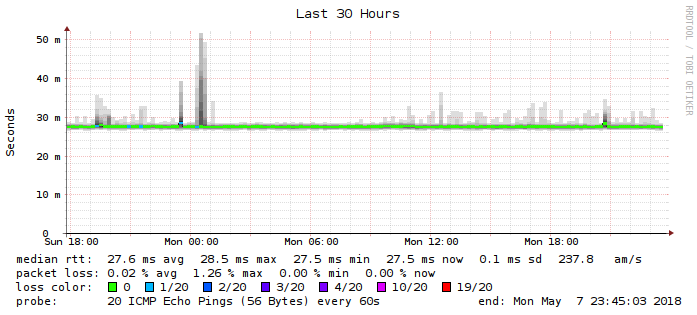 Last 30 Hours
RRDTOOL / TOBI OETIKER
Seconds
50 m
40 m
30 m
20 m
10 m
0
Sun 18:00 Mon 00:00 Mon 06:00 Mon 12:00 Mon 18:00
median rtt: 27.6 ms avg 28.5 ms max 27.5 ms min 27.5 ms now 0.1 ms sd 237.8 am/s
packet loss: 0.02 % avg 1.26 % max 0.00 % min 0.00 % now
loss color: 0 1/20 2/20 3/20 4/20 10/20 19/20
probe: 20 ICMP Echo Pings (56 Bytes) every 60s end: Mon May 7 23:45:03 2018